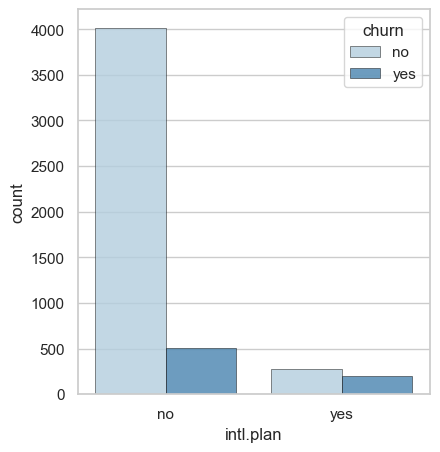 churn
no
yes
4000
3500
3000
2500
2000
1500
1000
500
0
count
no
yes
intl.plan